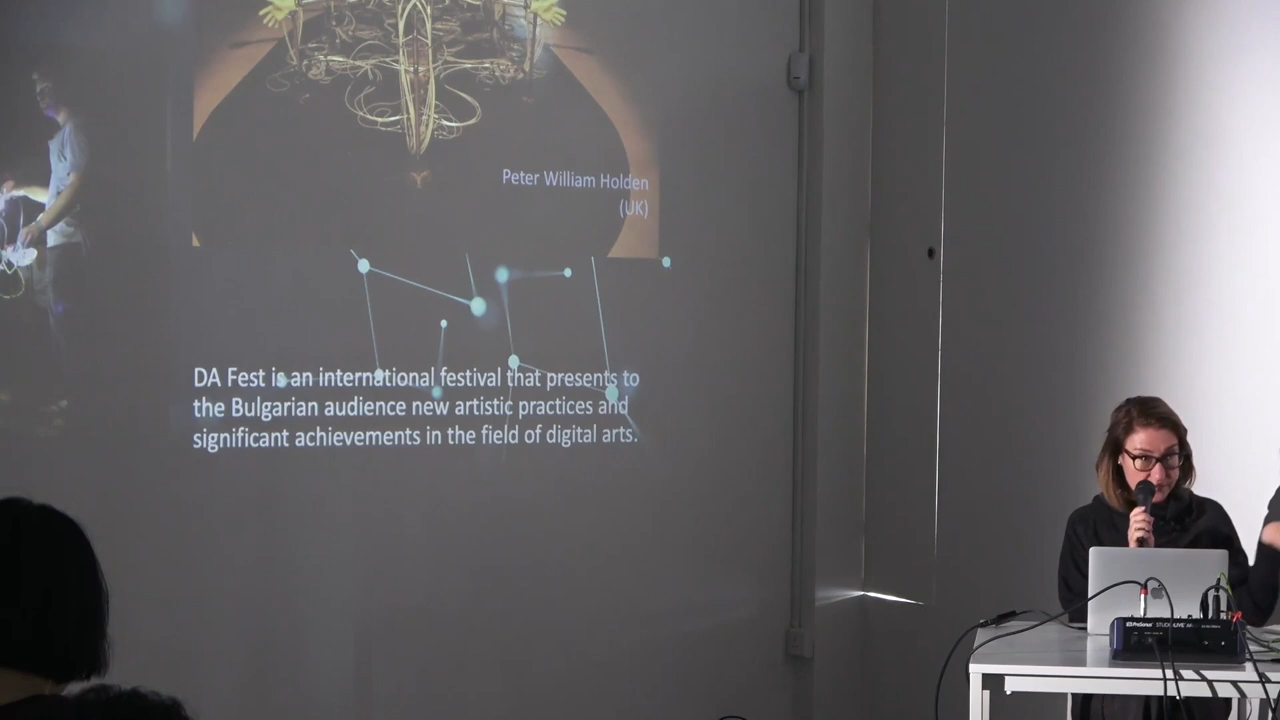 Peter William Holden
(UK)
DA Fest is an international festival that presents to
the Bulgarian audience new artistic practices and
significant achievements in the field of digital arts.
PreSonus STUDIOLIVE